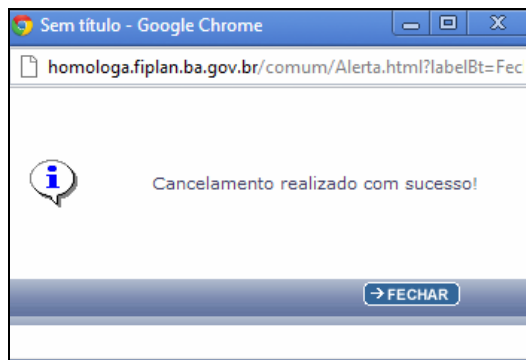 Sem título - Google Chrome
homologa.fiplan.ba.gov.br/comum/Alerta.html?labelBt=Fec
Cancelamento realizado com sucesso!
FECHAR